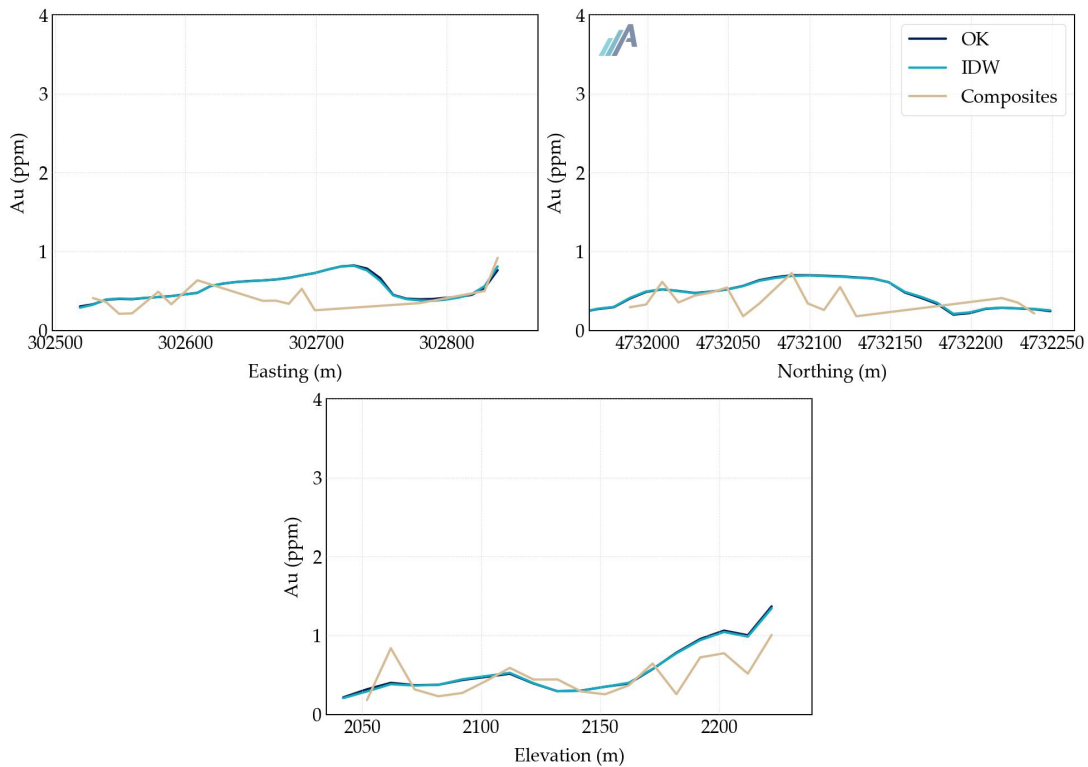 4
3
2
1
0
Au (ppm)
302500 302600 302700 302800
Easting (m)
A
OK
IDW
Composites
4
3
2
1
0
Au (ppm)
4732000 4732050 4732100 4732150 4732200 4732250
Northing (m)
4
3
2
1
0
Au (ppm)
2050 2100 2150 2200
Elevation (m)